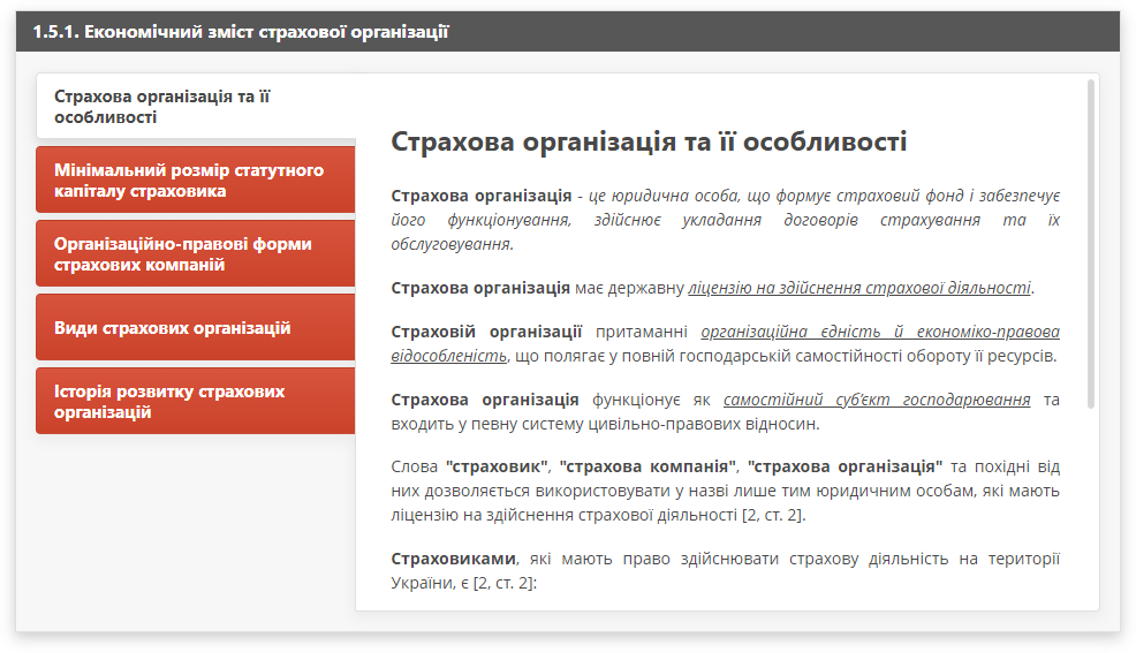 1.5.1. Економічний зміст страхової організації
Страхова організація та її
особливості
Мінімальний розмір статутного
капіталу страховика
Організаційно-правові форми
страхових компаній
Види страхових організацій
Історія розвитку страхових
організацій
Страхова організація та її особливості
Страхова організація - це юридична особа, що формує страховий фонд і забезпечує
його функціонування, здійснює укладання договорів страхування та їх
обслуговування.
Страхова організація має державну ліцензію на здійснення страхової діяльності.
Страховій організації притаманні організаційна єдність й економіко-правова
відособленість, що полягає у повній господарській самостійності обороту її ресурсів.
Страхова організація функціонує як самостійний суб’єкт господарювання та
входить у певну систему цивільно-правових відносин.
Слова "страховик", "страхова компанія", "страхова організація" та похідні від
них дозволяється використовувати у назві лише тим юридичним особам, які мають
ліцензію на здійснення страхової діяльності [2, ст. 2].
Страховиками, які мають право здійснювати страхову діяльність на території
України, є [2, ст. 2]: